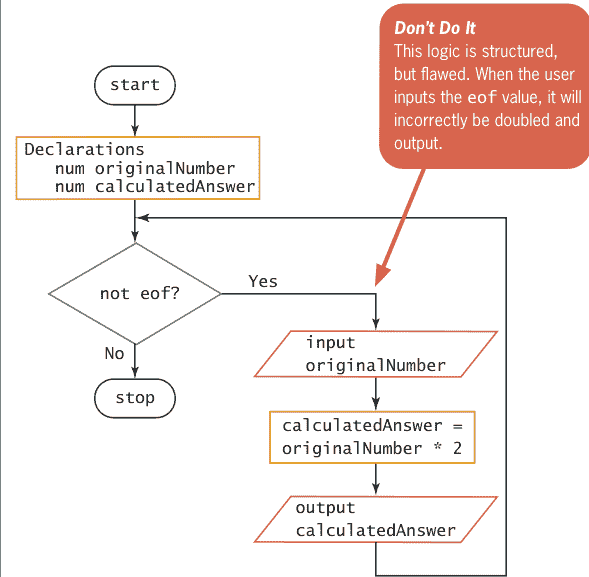 Don't Do It
This logic is structured,
but flawed. When the user
inputs the eof value, it will
incorrectly be doubled and
output.
start
Declarations
num originalNumber
num calculatedAnswer
not eof?
Yes
No
stop
input
originalNumber
calculatedAnswer =
originalNumber * 2
output
calculatedAnswer